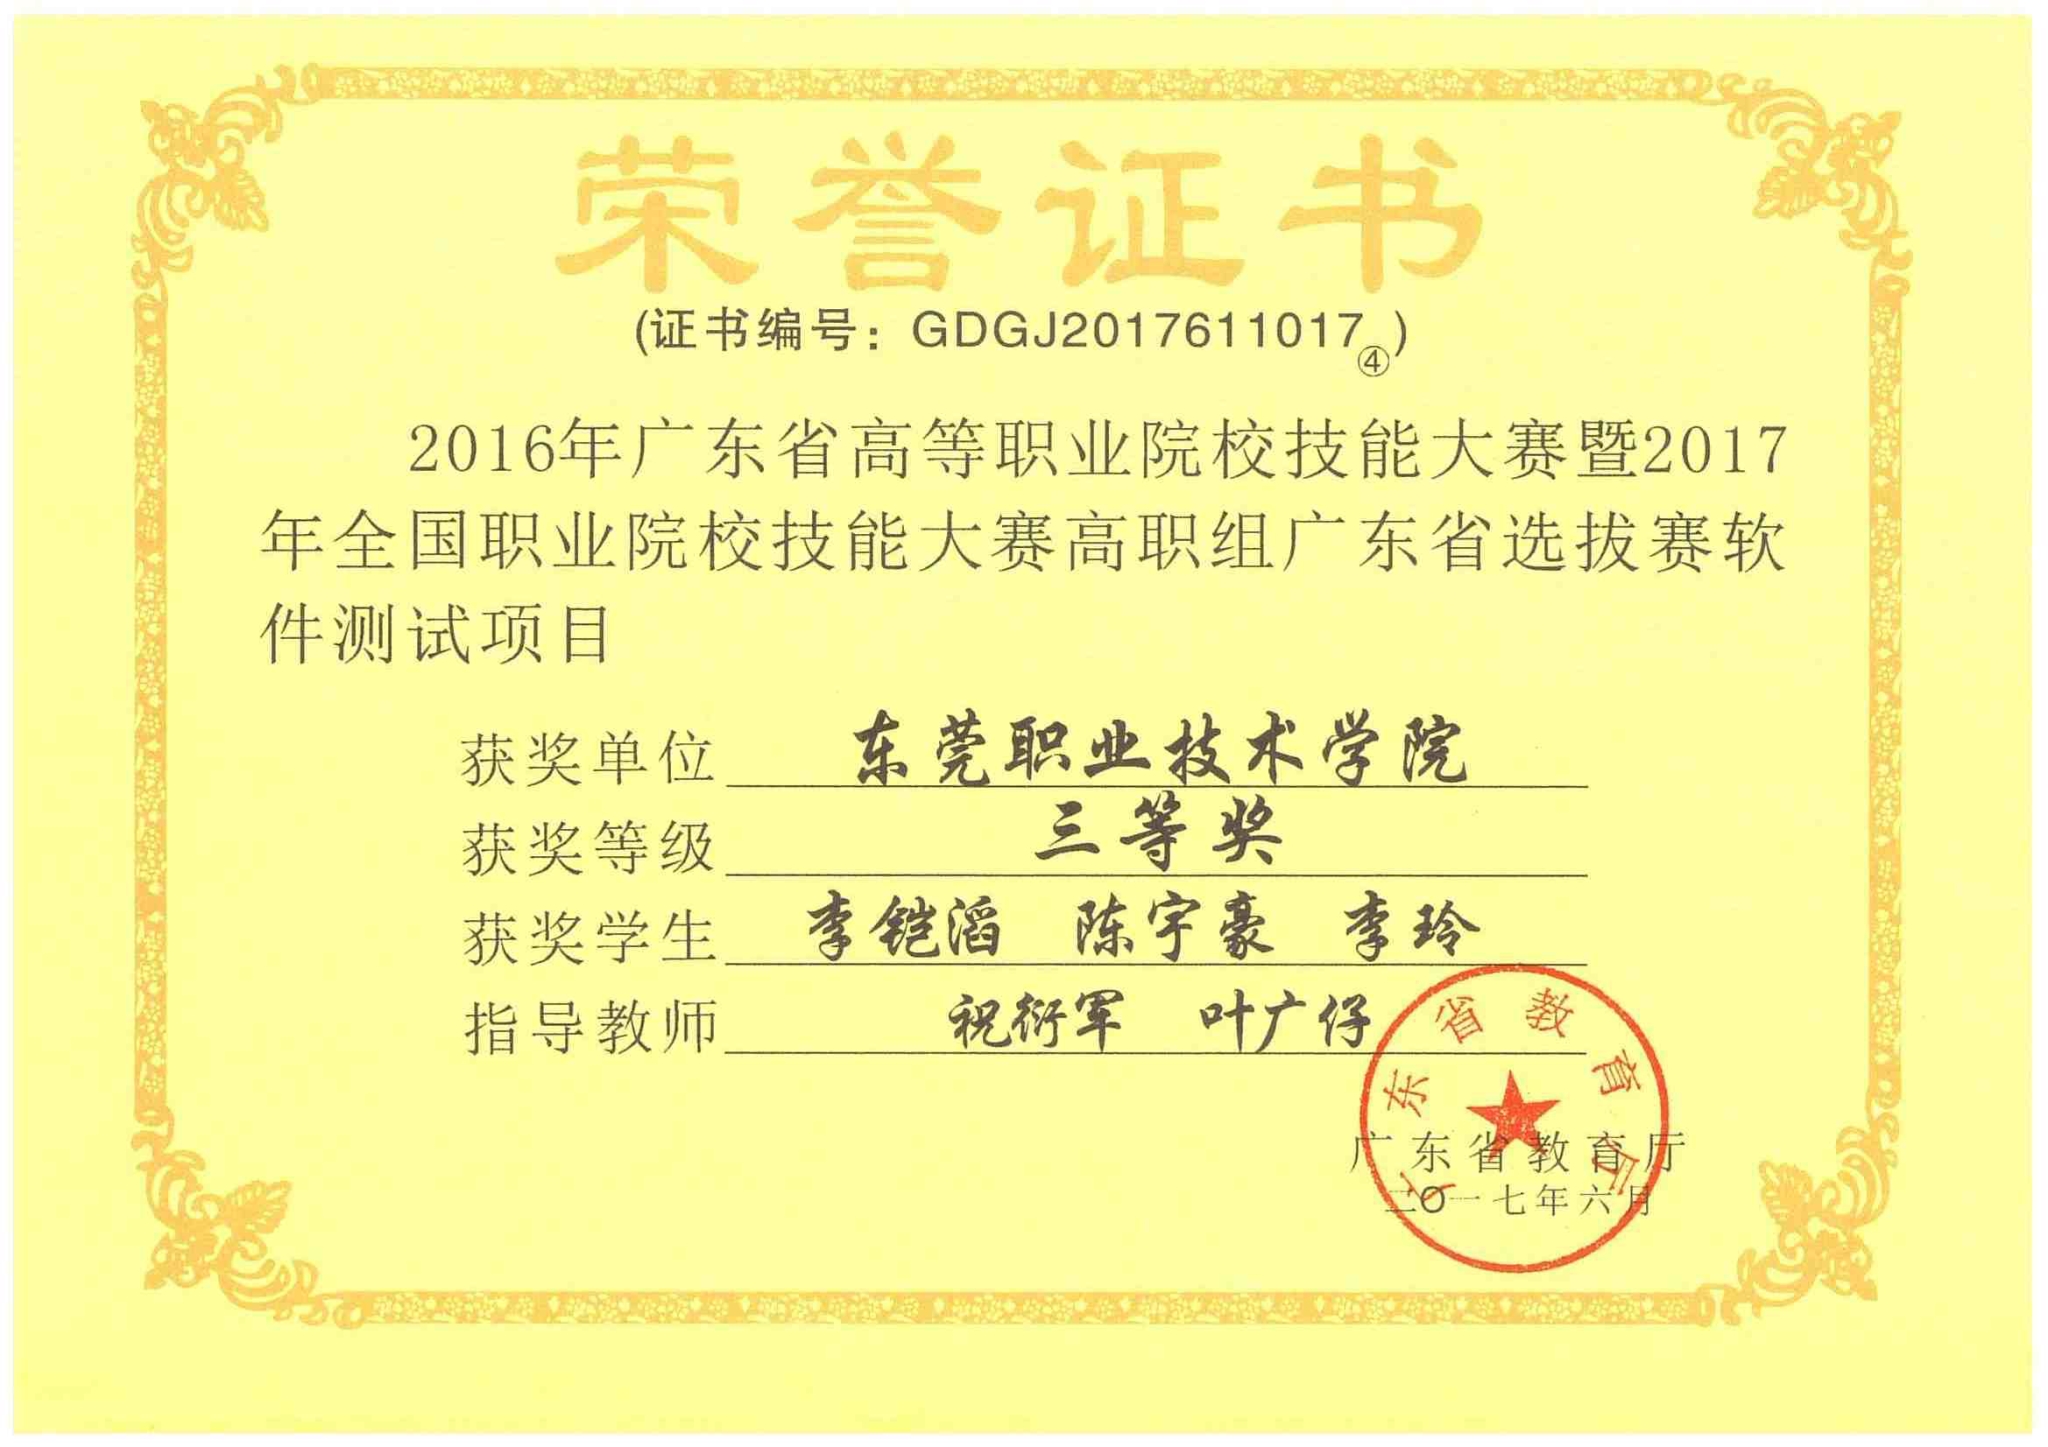 荣誉证书
(证书编号：GDGJ2017611017④)
2016年广东省高等职业院校技能大赛暨2017
年全国职业院校技能大赛高职组广东省选拔赛软
件测试项目
获奖单位 东莞职业技术学院
获奖等级 三等奖
获奖学生 李铠滔 陈宇豪 李玲
指导教师 祝衍军 叶广仔
广东省教育厅
广东省教育厅
二〇一七年六月